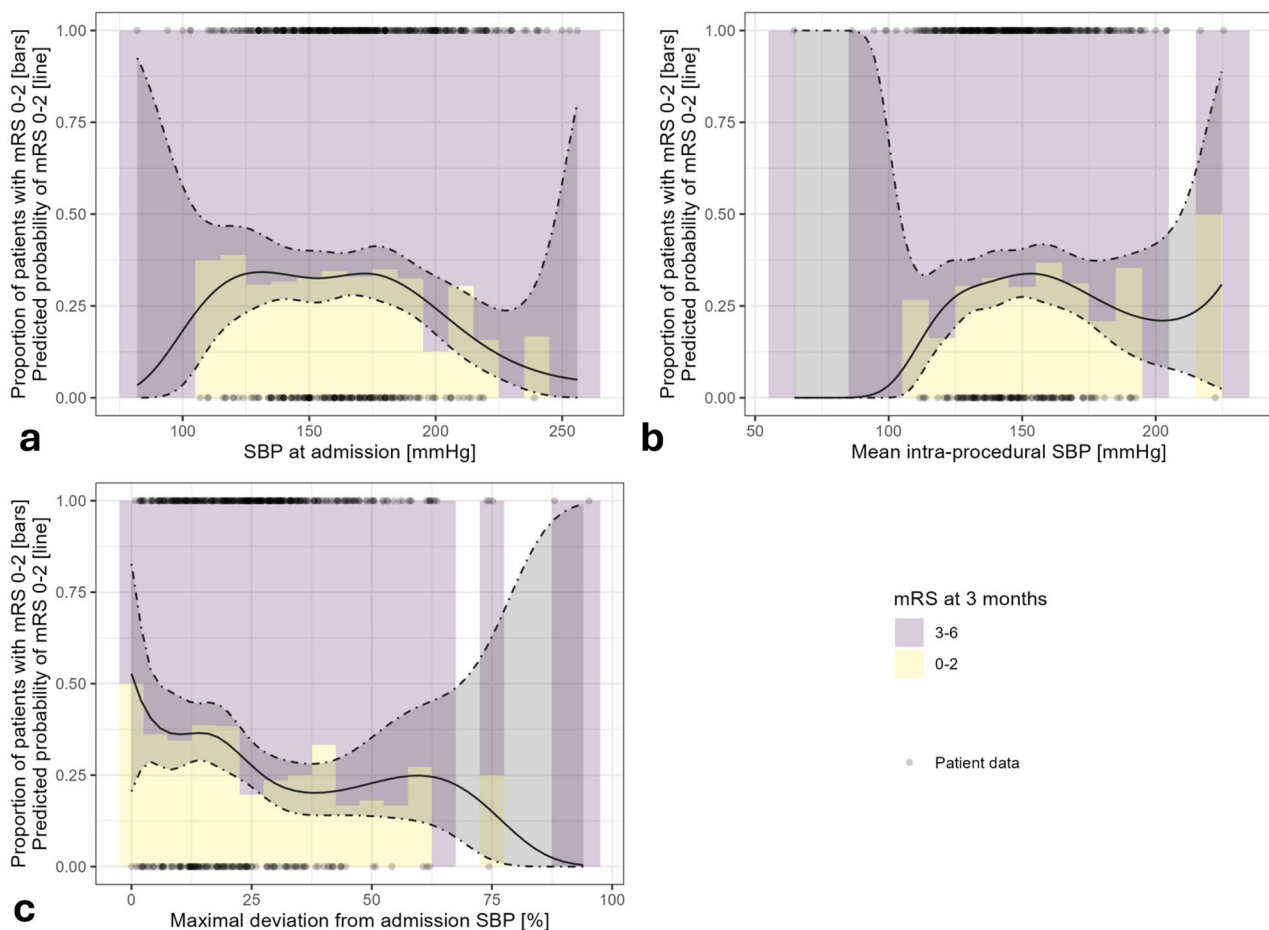 Proportion of patients with mRS 0-2 [bars]
Predicted probability of mRS 0-2 [line]
1.00
0.75
0.50
0.25
0.00
100
150
200
250
SBP at admission [mmHg]
a
Proportion of patients with mRS 0-2 [bars]
Predicted probability of mRS 0-2 [line]
1.00
0.75
0.50
0.25
0.00
50
100
150
200
Mean intra-procedural SBP [mmHg]
b
Proportion of patients with mRS 0-2 [bars]
Predicted probability of mRS 0-2 [line]
1.00
0.75
0.50
0.25
0.00
0
25
50
75
100
Maximal deviation from admission SBP [%]
c
mRS at 3 months
3-6
0-2
Patient data